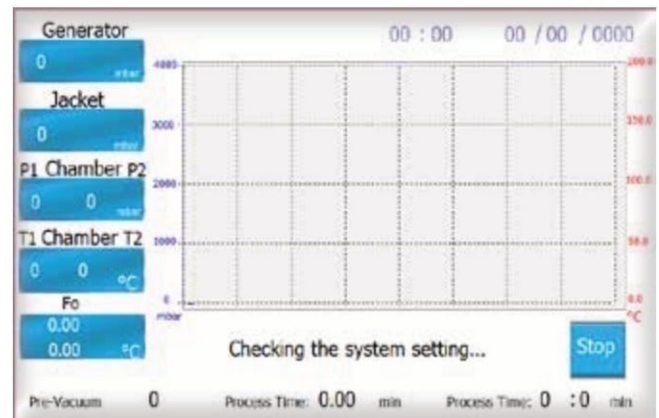 Generator
00 : 00 00 / 00 / 0000
0
mbar
4000
200.0
Jacket
0
mbar
3000
150.0
P1 Chamber P2
0 0
mbar
2000
100.0
T1 Chamber T2
0 0
°C
1000
50.0
Fo
0.00
0.00 °C
0
mbar
0.0
°C
Checking the system setting...
Stop
Pre-Vacuum 0 Process Time: 0.00 min Process Time: 0 :0 min